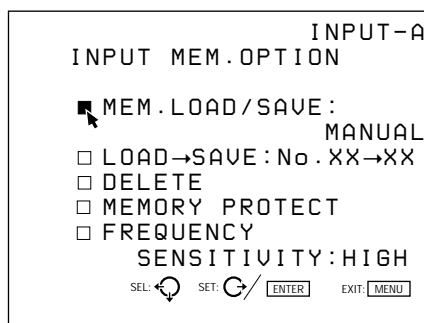 INPUT-A
INPUT MEM.OPTION
MEM.LOAD/SAVE:
MANUAL
LOAD→SAVE:No.XX→XX
DELETE
MEMORY PROTECT
FREQUENCY
SENSITIVITY:HIGH
SEL: SET: / ENTER EXIT: MENU